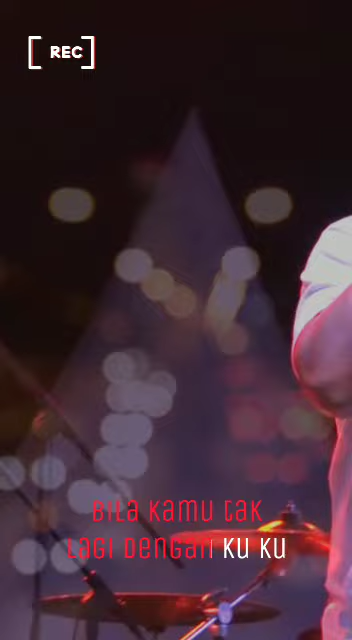 [ REC ]
Bila kamu tak
lagi dengan ku ku